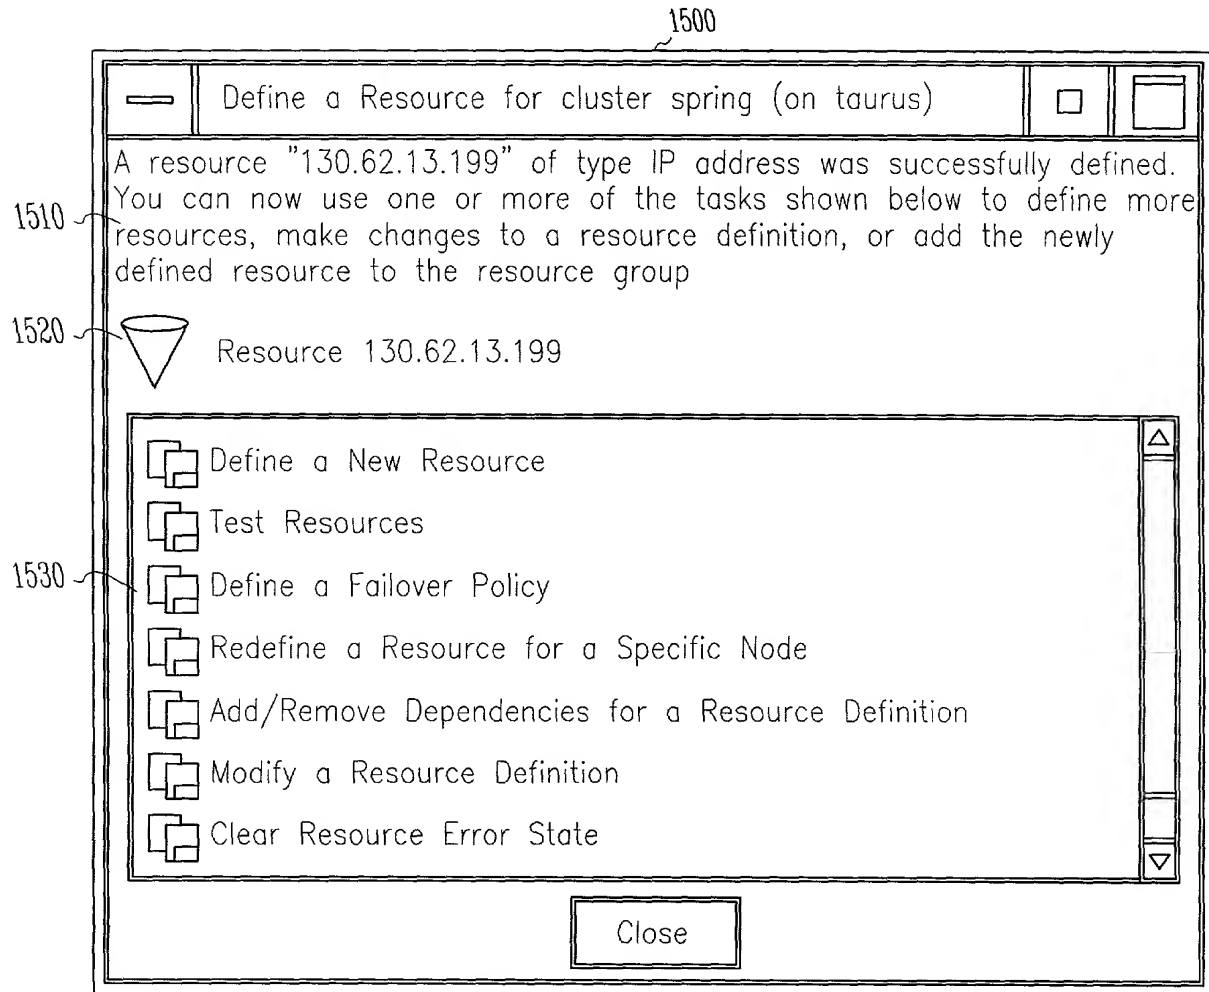 1500
Define a Resource for cluster spring (on taurus)
A resource "130.62.13.199" of type IP address was successfully defined.
You can now use one or more of the tasks shown below to define more
1510
resources, make changes to a resource definition, or add the newly
defined resource to the resource group
1520
Resource 130.62.13.199
Define a New Resource
Test Resources
1530
Define a Failover Policy
Redefine a Resource for a Specific Node
Add/Remove Dependencies for a Resource Definition
Modify a Resource Definition
Clear Resource Error State
Close